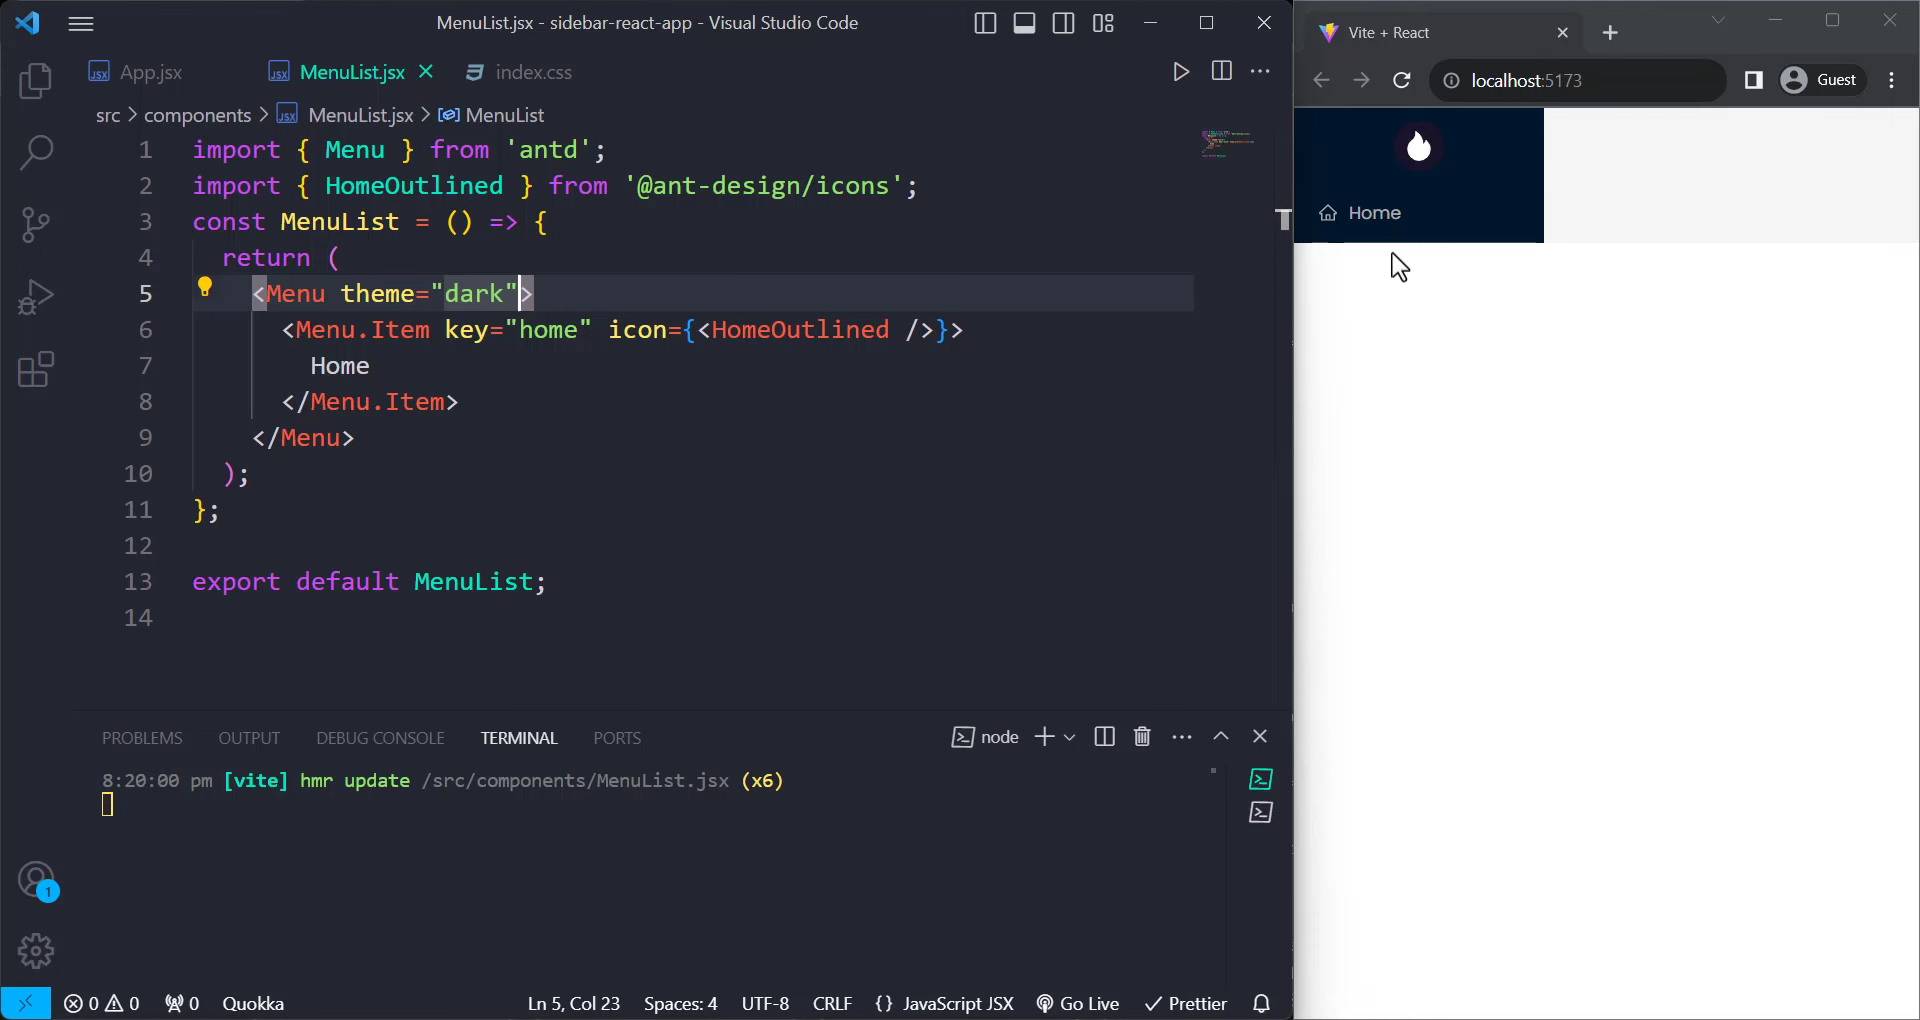 MenuList.jsx - sidebar-react-app - Visual Studio Code
JSX App.jsx JSX MenuList.jsx index.css
src > components > JSX MenuList.jsx > MenuList
1 import { Menu } from 'antd';
2 import { HomeOutlined } from '@ant-design/icons';
3 const MenuList = () => {
4 return (
5 <Menu theme="dark">
6 <Menu.Item key="home" icon={<HomeOutlined />}>
7 Home
8 </Menu.Item>
9 </Menu>
10 );
11 };
12
13 export default MenuList;
14
PROBLEMS OUTPUT DEBUG CONSOLE TERMINAL PORTS node
8:20:00 pm [vite] hmr update /src/components/MenuList.jsx (x6)
1
0 0 0 Quokka Ln 5, Col 23 Spaces: 4 UTF-8 CRLF {} JavaScript JSX Go Live Prettier
Vite + React
localhost:5173 Guest
Home